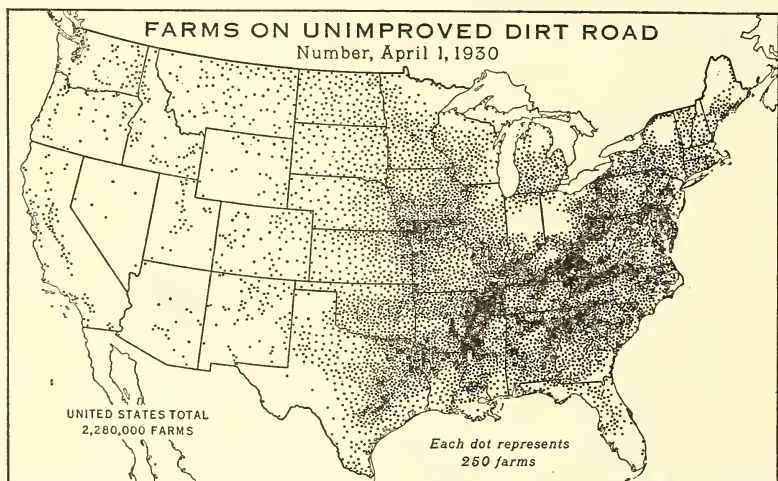 FARMS ON UNIMPROVED DIRT ROAD
Number, April 1, 1930
UNITED STATES TOTAL
2,280,000 FARMS
Each dot represents
250 farms